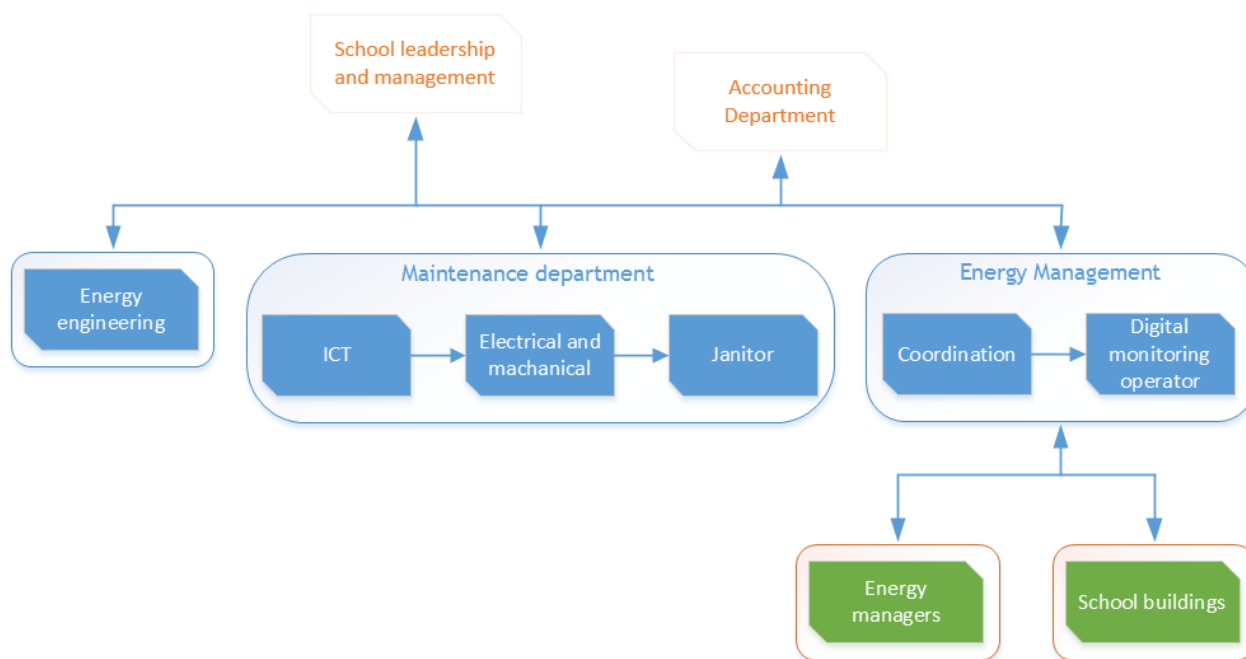 School leadership
and management
Accounting
Department
Energy
engineering
Maintenance department
ICT
Electrical and
machanical
Janitor
Energy Management
Coordination
Digital
monitoring
operator
Energy
managers
School buildings